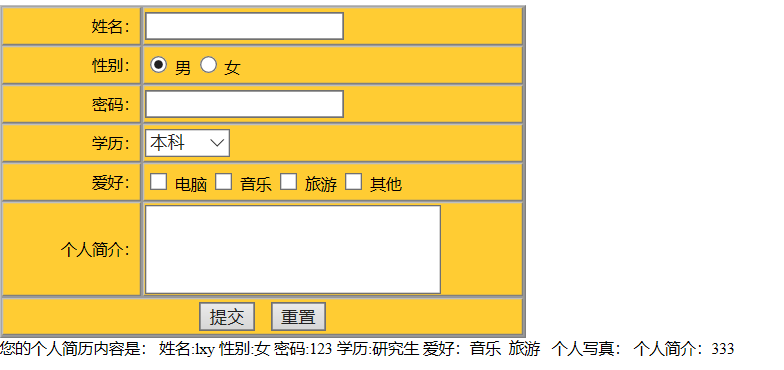 姓名：
性别： 男 女
密码：
学历： 本科
爱好： 电脑 音乐 旅游 其他
个人简介：
提交 重置
您的个人简历内容是： 姓名:lxy 性别:女 密码:123 学历:研究生 爱好：音乐 旅游 个人写真： 个人简介：333